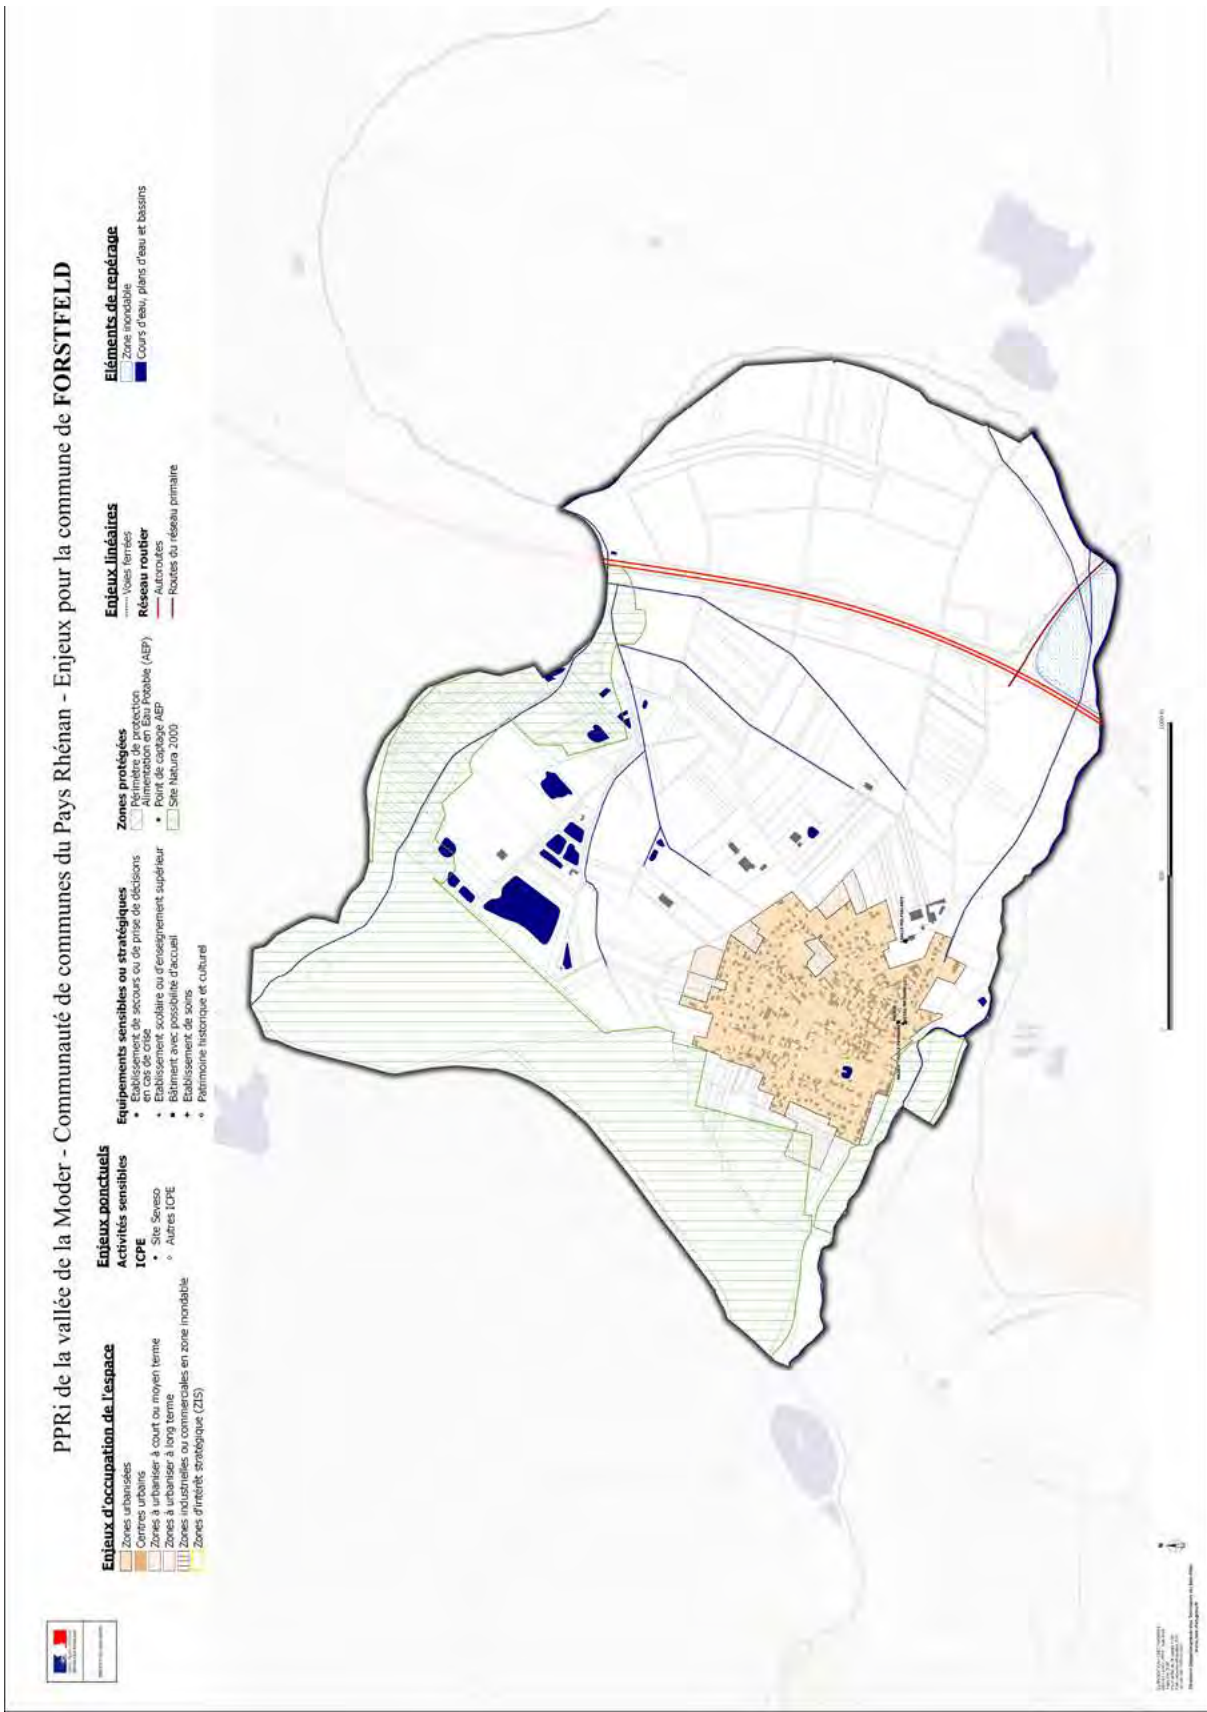 PPRi de la vallée de la Moder - Communauté de communes du Pays Rhénan - Enjeux pour la commune de FORSTFELD
Enjeux d'occupation de l'espace
Zones urbanisées
Centres urbains
Zones à urbaniser à court ou moyen terme
Zones à urbaniser à long terme
Zones industrielles ou commerciales en zone inondable
Zones d'intérêt stratégique (ZIS)
Enjeux ponctuels
Activités sensibles
ICPE
Site Seveso
Autres ICPE
Equipements sensibles ou stratégiques
Etablissement de secours ou de prise de décisions
en cas de crise
Etablissement scolaire ou d'enseignement supérieur
Bâtiment avec possibilité d'accueil
Etablissement de soins
Patrimoine historique et culturel
Zones protégées
Périmètre de protection
Alimentation en Eau Potable (AEP)
Point de captage AEP
Site Natura 2000
Enjeux linéaires
Voies ferrées
Réseau routier
Autoroutes
Routes du réseau primaire
Eléments de repérage
Zone inondable
Cours d'eau, plans d'eau et bassins
N